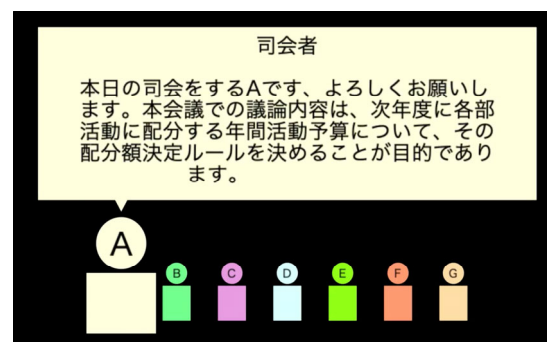 司会者
本日の司会をするAです、よろしくお願いし
ます。本会議での議論内容は、次年度に各部
活動に配分する年間活動予算について、その
配分額決定ルールを決めることが目的であり
ます。
A
B
C
D
E
F
G